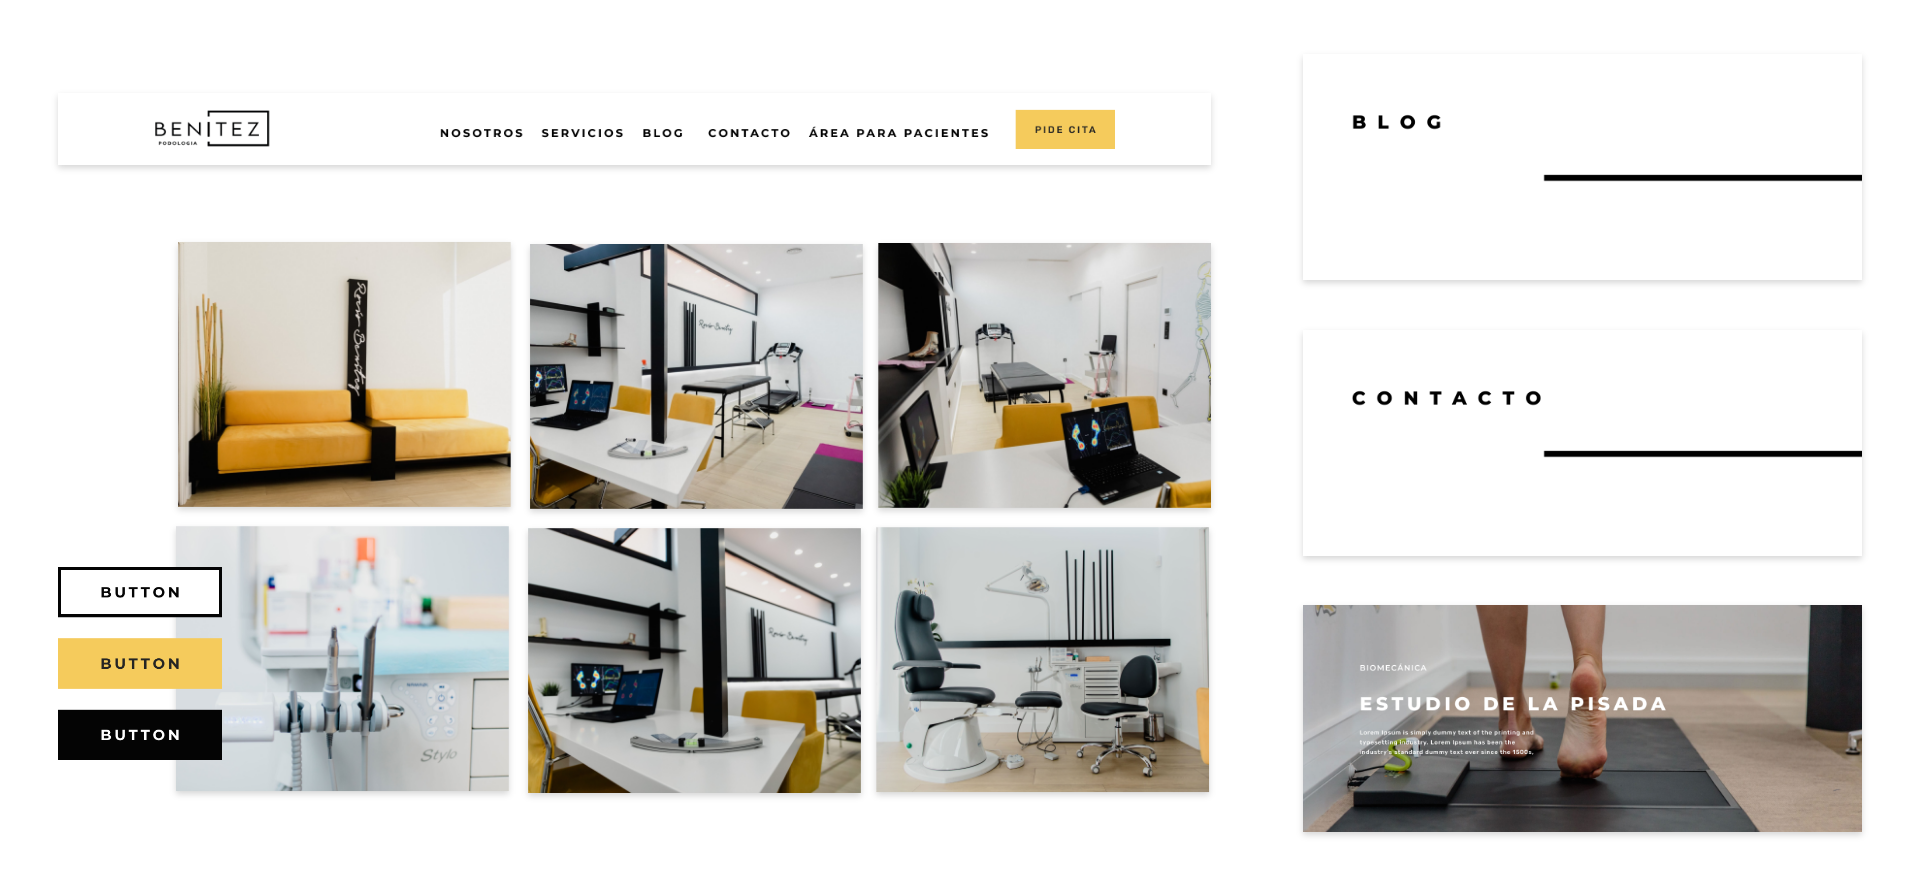 BENITEZ
PODOLOGIA
NOSOTROS SERVICIOS BLOG CONTACTO ÁREA PARA PACIENTES
PIDE CITA
BUTTON
BUTTON
BUTTON
Stylo
BLOG
CONTACTO
BIOMECÁNICA
ESTUDIO DE LA PISADA
Lorem Ipsum is simply dummy text of the printing and
typesetting industry. Lorem Ipsum has been the
industry's standard dummy text ever since the 1500s,